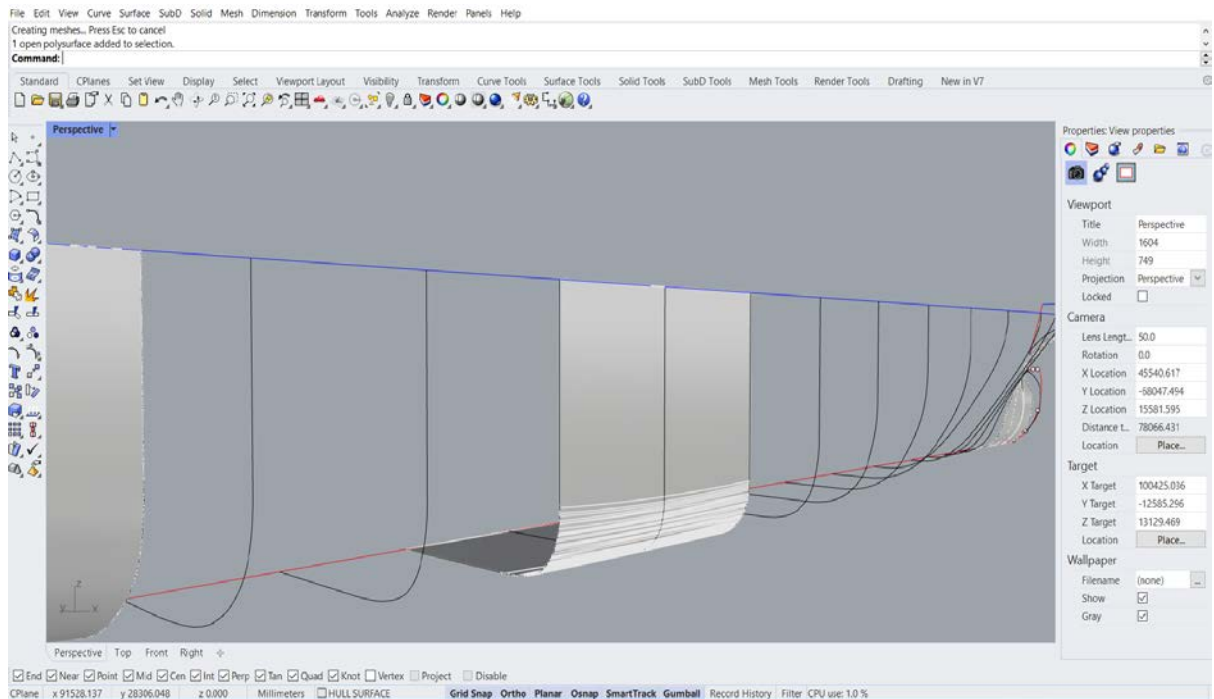 File Edit View Curve Surface SubD Solid Mesh Dimension Transform Tools Analyze Render Panels Help
Creating meshes... Press Esc to cancel
1 open polysurface added to selection.
Command:
Standard CPlanes Set View Display Select Viewport Layout Visibility Transform Curve Tools Surface Tools Solid Tools SubD Tools Mesh Tools Render Tools Drafting New in V7
Perspective
z
y x
Perspective Top Front Right
Properties: View properties
Viewport
Title Perspective
Width 1604
Height 749
Projection Perspective
Locked
Camera
Lens Lengt... 50.0
Rotation 0.0
X Location 45540.617
Y Location -68047.494
Z Location 15581.595
Distance t... 78066.431
Location Place...
Target
X Target 100425.036
Y Target -12585.296
Z Target 13129.469
Location Place...
Wallpaper
Filename (none) ...
Show
Gray
End Near Point Mid Cen Int Perp Tan Quad Knot Vertex Project Disable
CPlane x 91528.137 y 28306.048 z 0.000 Millimeters HULL SURFACE Grid Snap Ortho Planar Osnap SmartTrack Gumball Record History Filter CPU use: 1.0 %